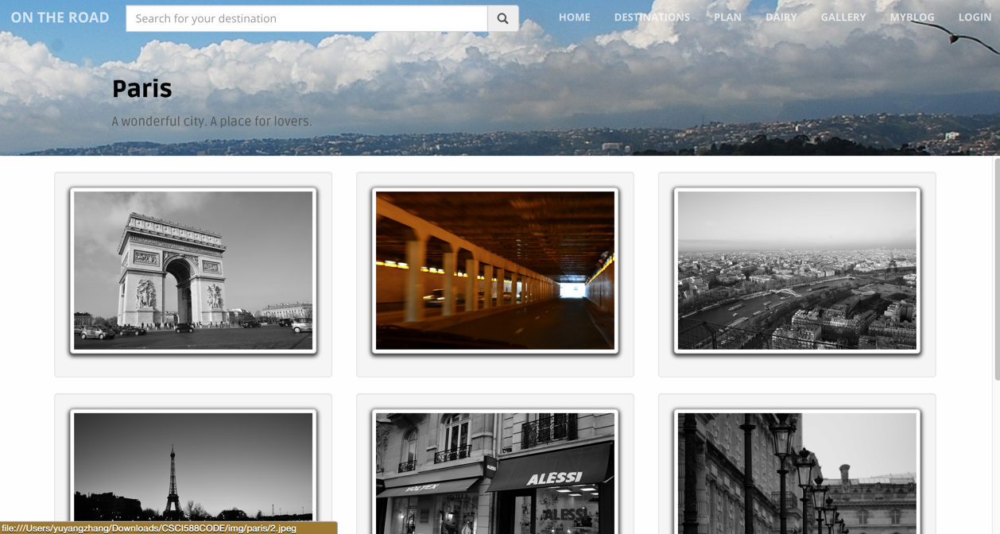 ON THE ROAD
Search for your destination
HOME DESTINATIONS PLAN DAIRY GALLERY MYBLOG LOGIN
Paris
A wonderful city. A place for lovers.
VOLTEX
ALESSI
ALESSI
file:///Users/yuyangzhang/Downloads/CSCI588CODE/img/paris/2.jpeg